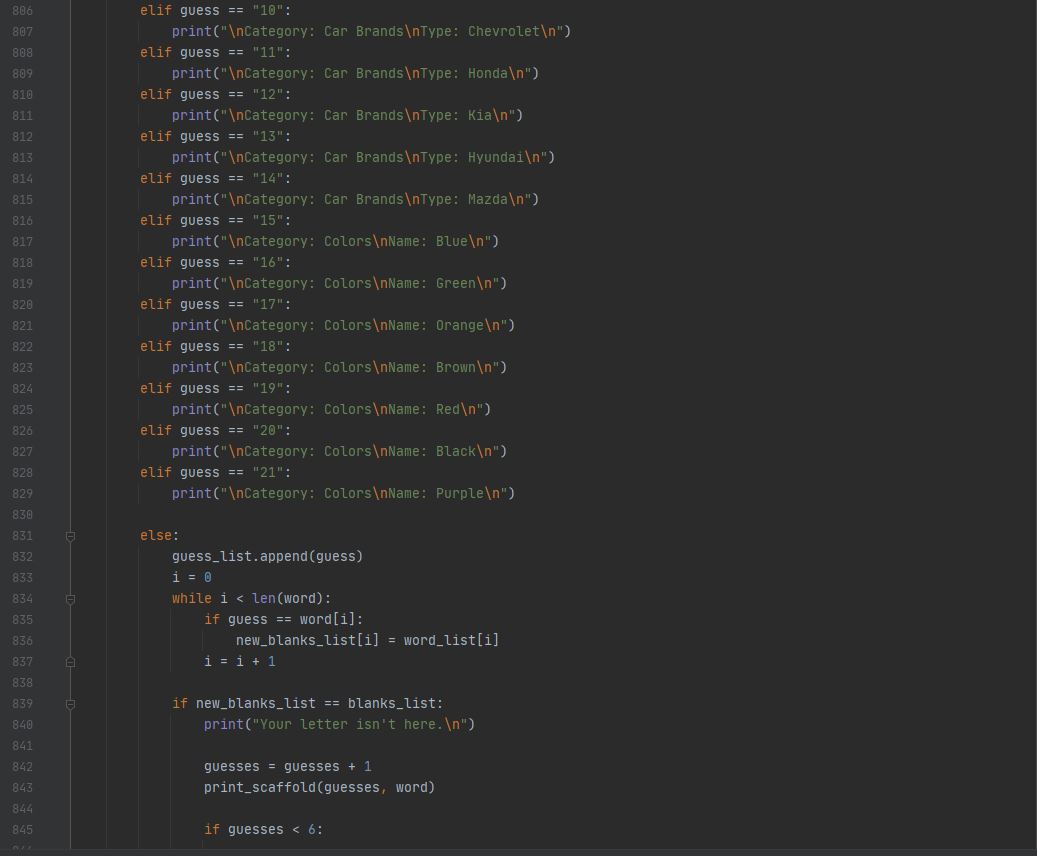 806 elif guess == "10":
807 print("\nCategory: Car Brands\nType: Chevrolet\n")
808 elif guess == "11":
809 print("\nCategory: Car Brands\nType: Honda\n")
810 elif guess == "12":
811 print("\nCategory: Car Brands\nType: Kia\n")
812 elif guess == "13":
813 print("\nCategory: Car Brands\nType: Hyundai\n")
814 elif guess == "14":
815 print("\nCategory: Car Brands\nType: Mazda\n")
816 elif guess == "15":
817 print("\nCategory: Colors\nName: Blue\n")
818 elif guess == "16":
819 print("\nCategory: Colors\nName: Green\n")
820 elif guess == "17":
821 print("\nCategory: Colors\nName: Orange\n")
822 elif guess == "18":
823 print("\nCategory: Colors\nName: Brown\n")
824 elif guess == "19":
825 print("\nCategory: Colors\nName: Red\n")
826 elif guess == "20":
827 print("\nCategory: Colors\nName: Black\n")
828 elif guess == "21":
829 print("\nCategory: Colors\nName: Purple\n")
830
831 else:
832 guess_list.append(guess)
833 i = 0
834 while i < len(word):
835 if guess == word[i]:
836 new_blanks_list[i] = word_list[i]
837 i = i + 1
838
839 if new_blanks_list == blanks_list:
840 print("Your letter isn't here.\n")
841
842 guesses = guesses + 1
843 print_scaffold(guesses, word)
844
845 if guesses < 6: